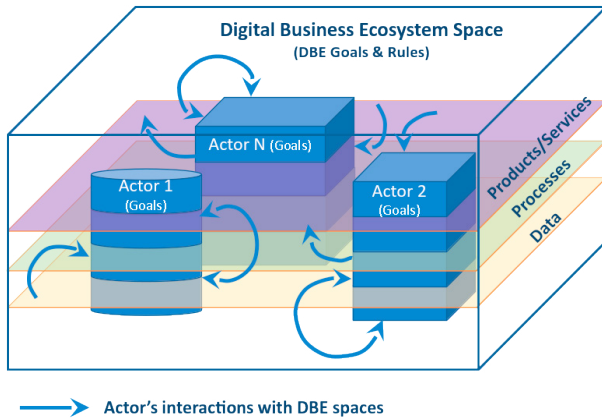 Digital Business Ecosystem Space
(DBE Goals & Rules)
Actor N (Goals)
Actor 1
(Goals)
Actor 2
(Goals)
Products/Services
Processes
Data
Actor's interactions with DBE spaces